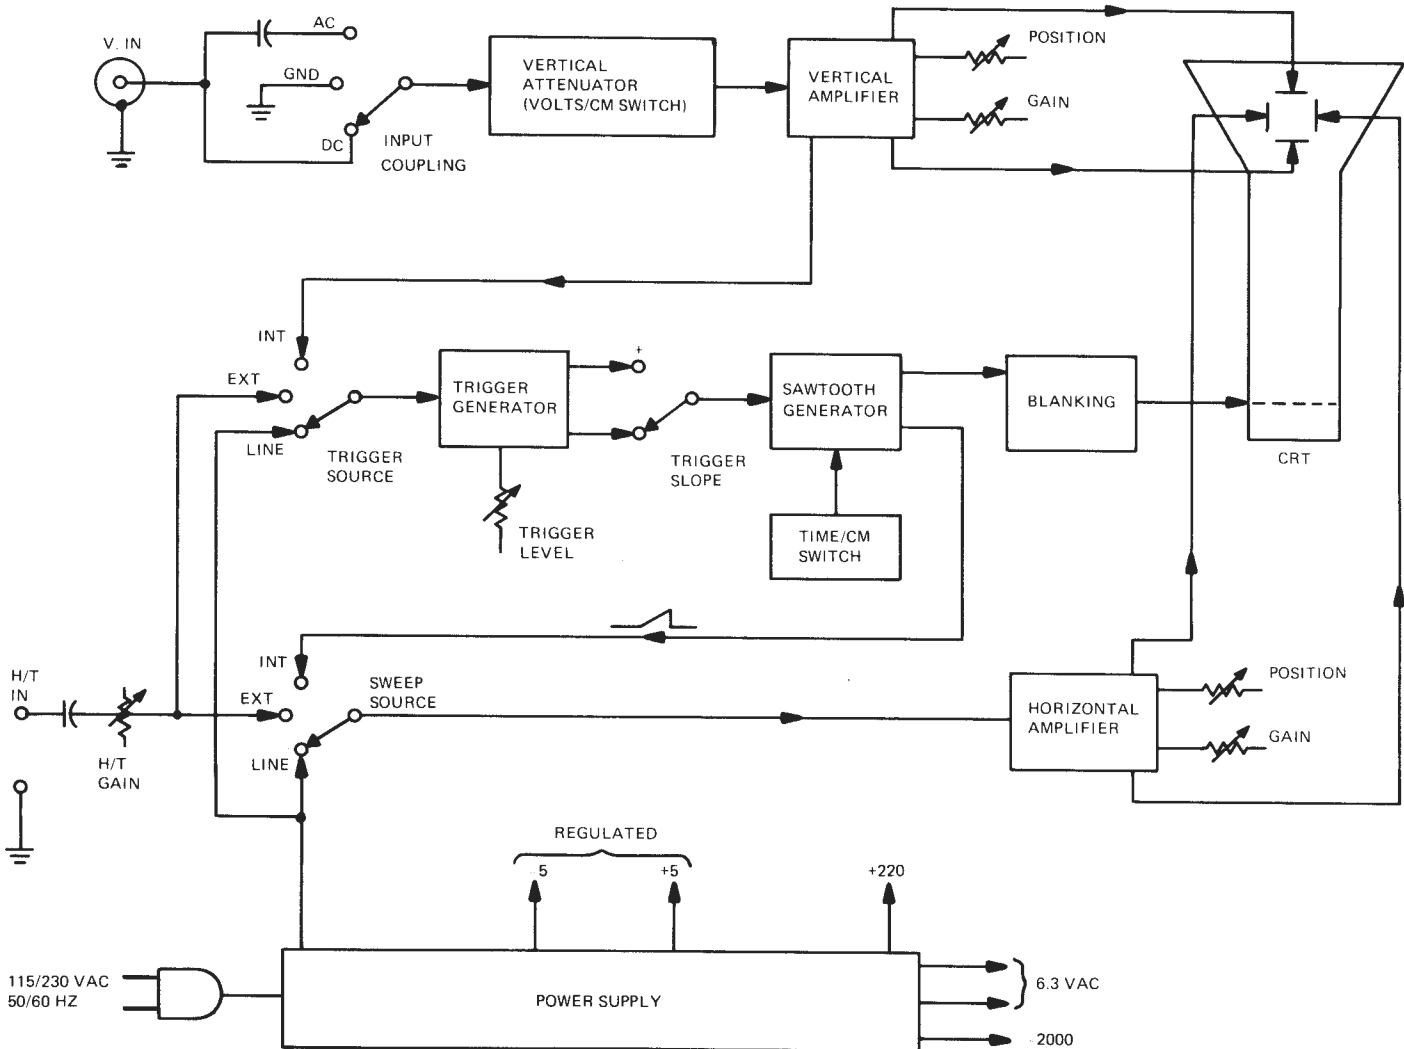 AC
V. IN
GND
DC
INPUT
COUPLING
VERTICAL
ATTENUATOR
(VOLTS/CM SWITCH)
VERTICAL
AMPLIFIER
POSITION
GAIN
INT
EXT
LINE
TRIGGER
SOURCE
TRIGGER
GENERATOR
TRIGGER
LEVEL
+
TRIGGER
SLOPE
SAWTOOTH
GENERATOR
TIME/CM
SWITCH
BLANKING
CRT
H/T
IN
H/T
GAIN
INT
EXT
LINE
SWEEP
SOURCE
HORIZONTAL
AMPLIFIER
POSITION
GAIN
REGULATED
-5
+5
+220
115/230 VAC
50/60 HZ
POWER SUPPLY
6.3 VAC
2000